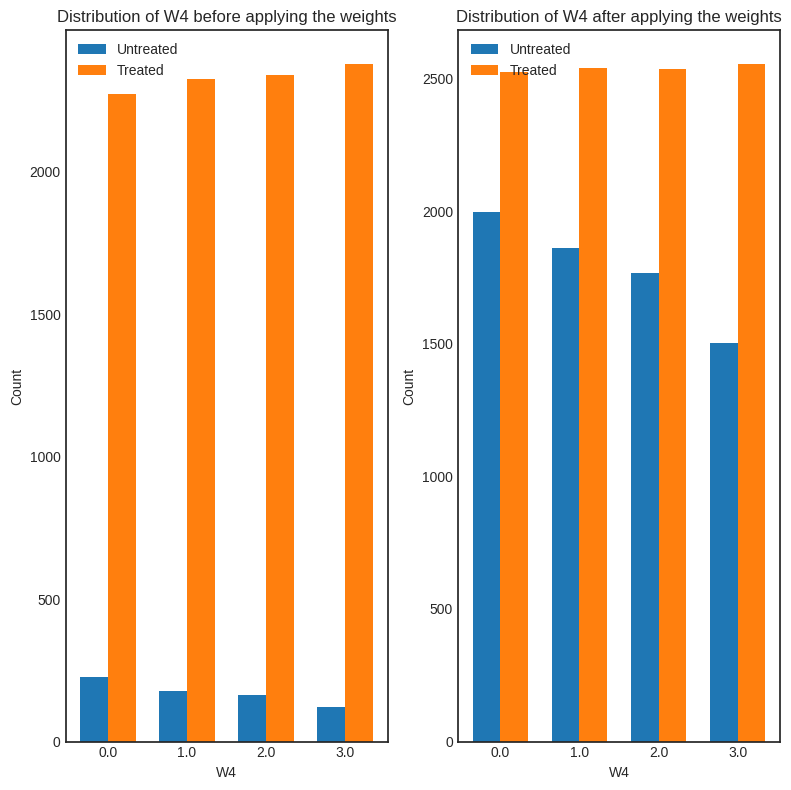 Distribution of W4 before applying the weights
Untreated
Treated
2000
1500
1000
500
0
Count
0.0 1.0 2.0 3.0
W4
Distribution of W4 after applying the weights
Untreated
Treated
2500
2000
1500
1000
500
0
Count
0.0 1.0 2.0 3.0
W4